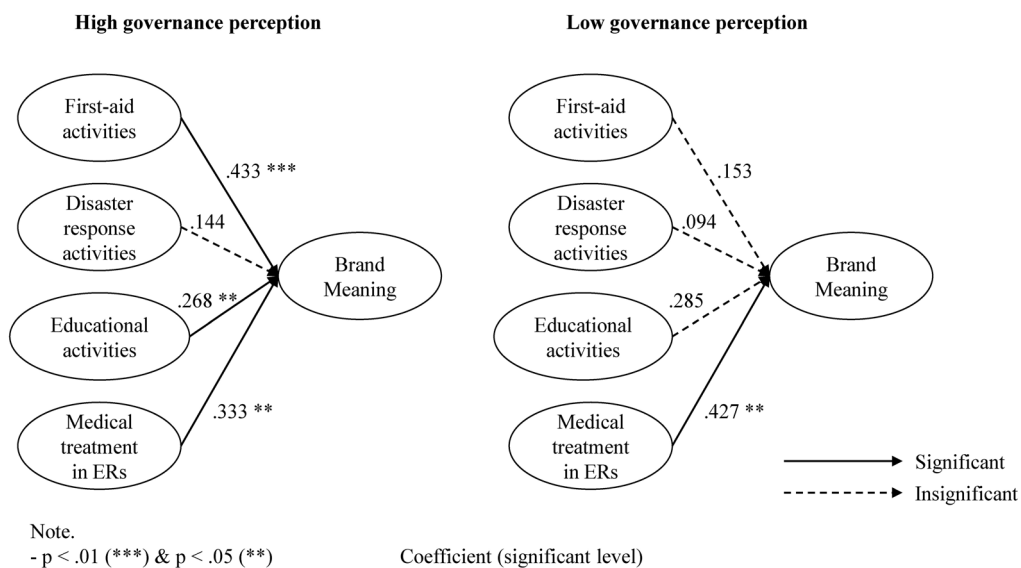 High governance perception
First-aid
activities
.433 ***
Disaster
response
activities
.144
Brand
Meaning
.268 **
Educational
activities
.333 **
Medical
treatment
in ERs
Low governance perception
First-aid
activities
.153
Disaster
response
activities
.094
Brand
Meaning
.285
Educational
activities
.427 **
Medical
treatment
in ERs
Significant
Insignificant
Note.
- p < .01 (***) & p < .05 (**)
Coefficient (significant level)